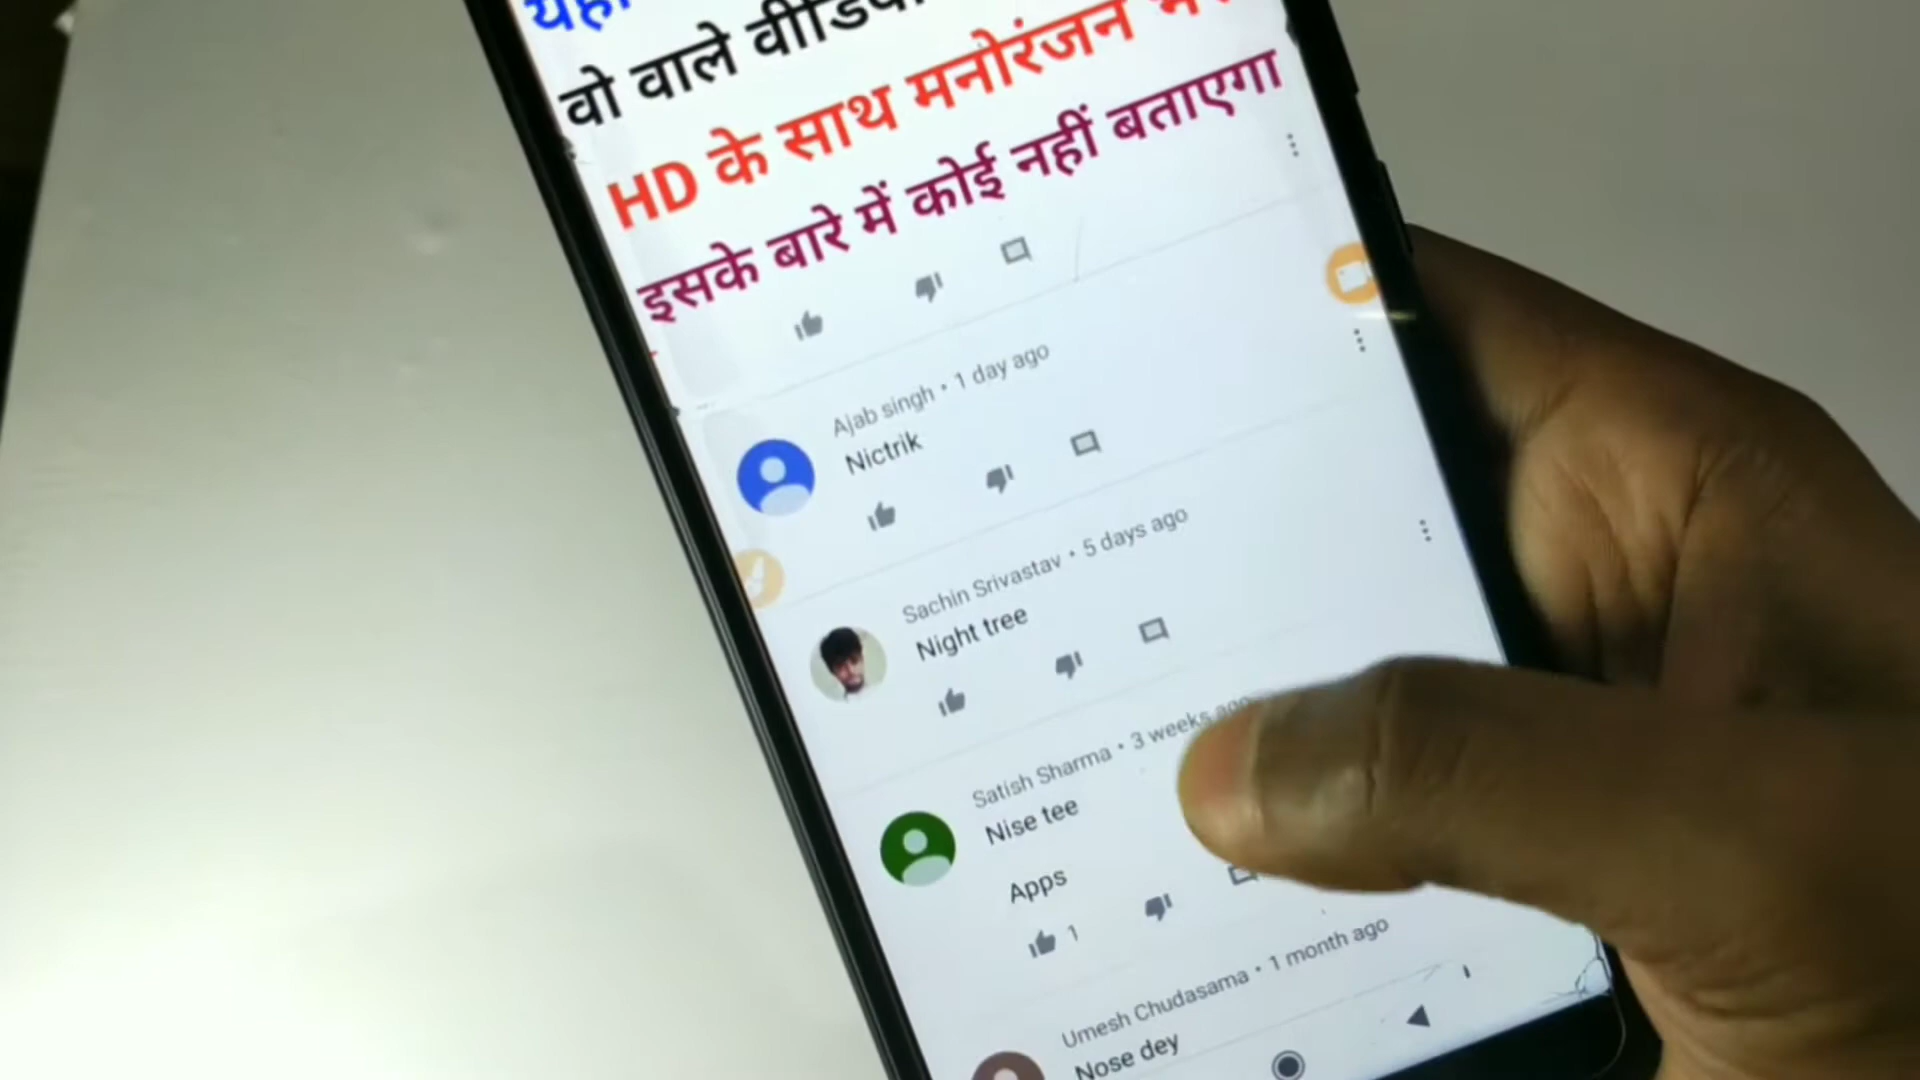 वो वाले
HD के साथ मनोरंजन
इसके बारे में कोई नहीं बताएगा
Ajab singh • 1 day ago
Nictrik
Sachin Srivastav • 5 days ago
Night tree
Satish Sharma • 3 weeks ago
Nise tee
Apps
1
Umesh Chudasama • 1 month ago
Nose dey